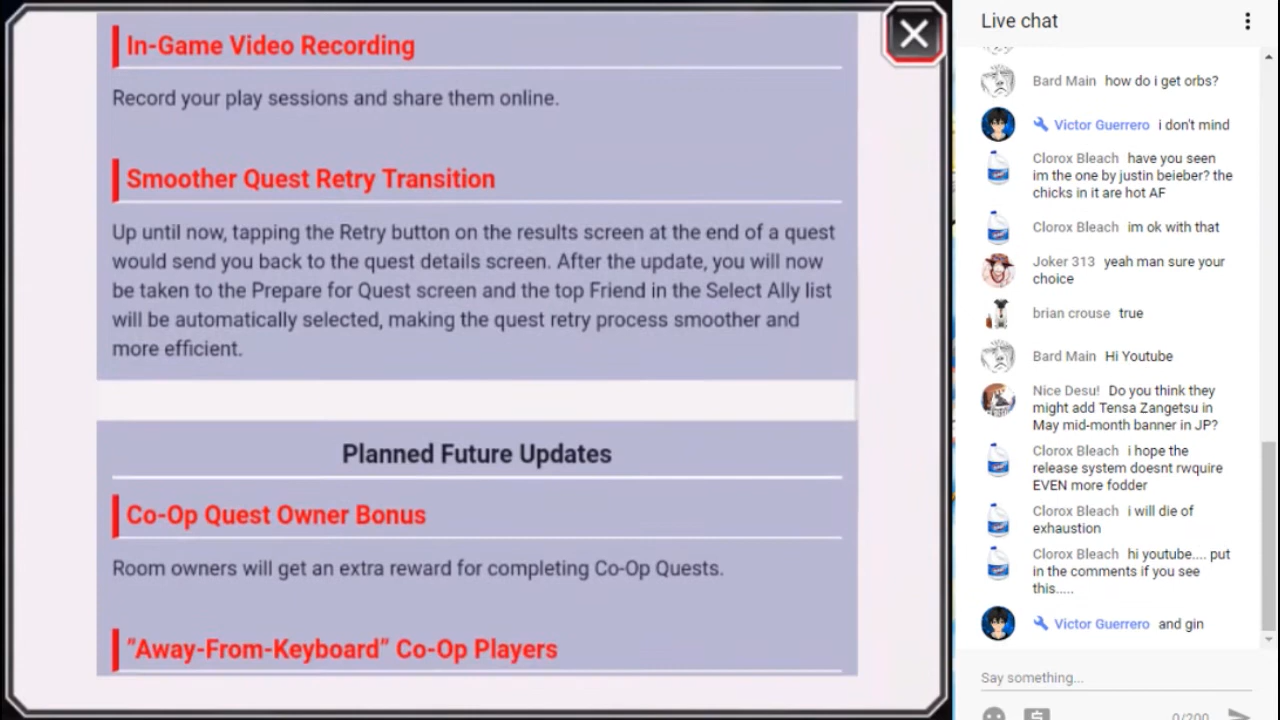 In-Game Video Recording
Record your play sessions and share them online.
Smoother Quest Retry Transition
Up until now, tapping the Retry button on the results screen at the end of a quest
would send you back to the quest details screen. After the update, you will now
be taken to the Prepare for Quest screen and the top Friend in the Select Ally list
will be automatically selected, making the quest retry process smoother and
more efficient.
Planned Future Updates
Co-Op Quest Owner Bonus
Room owners will get an extra reward for completing Co-Op Quests.
"Away-From-Keyboard" Co-Op Players
Live chat
Bard Main how do i get orbs?
Victor Guerrero i don't mind
Clorox Bleach have you seen
im the one by justin beieber? the
chicks in it are hot AF
Clorox Bleach im ok with that
Joker 313 yeah man sure your
choice
brian crouse true
Bard Main Hi Youtube
Nice Desu! Do you think they
might add Tensa Zangetsu in
May mid-month banner in JP?
Clorox Bleach i hope the
release system doesnt rwquire
EVEN more fodder
Clorox Bleach i will die of
exhaustion
Clorox Bleach hi youtube.... put
in the comments if you see
this.....
Victor Guerrero and gin
Say something...
0/200